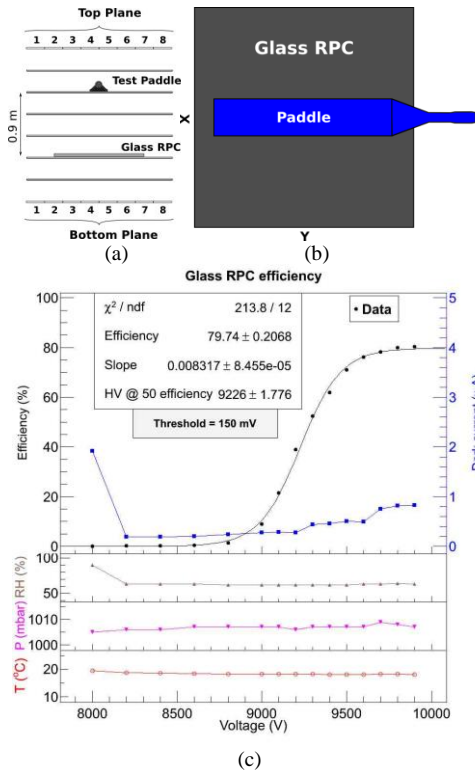 Top Plane
1 2 3 4 5 6 7 8
Test Paddle
0.9 m
Glass RPC
1 2 3 4 5 6 7 8
Bottom Plane
(a)
Glass RPC
Paddle
X
Y
(b)
Glass RPC efficiency
χ² / ndf 213.8 / 12
Efficiency 79.74 ± 0.2068
Slope 0.008317 ± 8.455e-05
HV @ 50 efficiency 9226 ± 1.776
Threshold = 150 mV
Data
Efficiency (%)
100
80
60
40
20
0
5
4
3
2
1
0
RH (%)
100
50
P (mbar)
1010
1000
T (°C)
20
10
8000 8500 9000 9500 10000
Voltage (V)
(c)